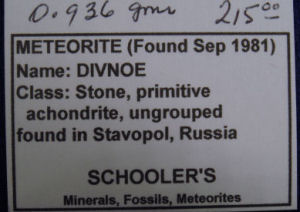 0.936 gms 215.00
METEORITE (Found Sep 1981)
Name: DIVNOE
Class: Stone, primitive
achondrite, ungrouped
found in Stavopol, Russia
SCHOOLER'S
Minerals, Fossils, Meteorites